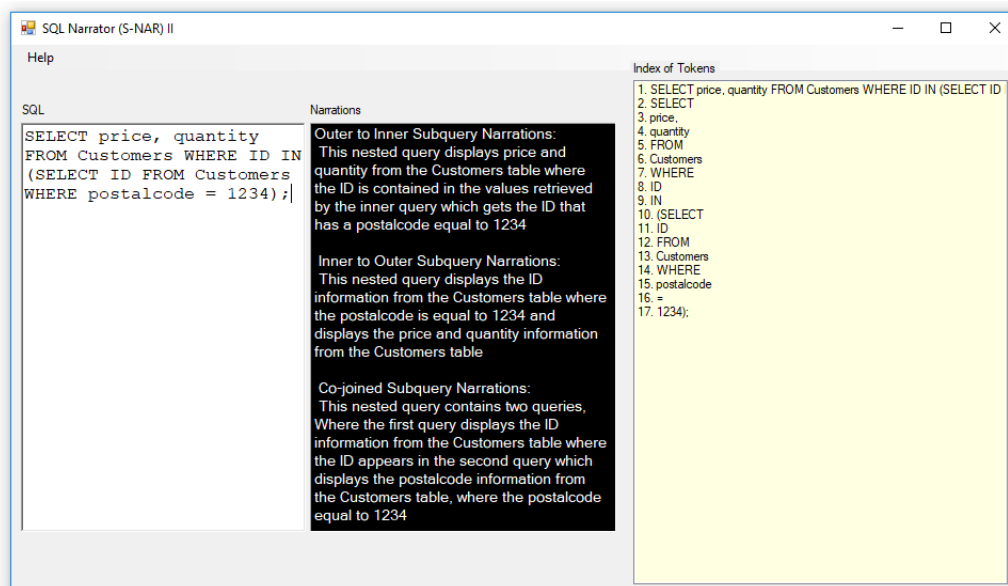 SQL Narrator (S-NAR) II
Help
SQL
SELECT price, quantity
FROM Customers WHERE ID IN
(SELECT ID FROM Customers
WHERE postalcode = 1234);
Narrations
Outer to Inner Subquery Narrations:
This nested query displays price and
quantity from the Customers table where
the ID is contained in the values retrieved
by the inner query which gets the ID that
has a postalcode equal to 1234
Inner to Outer Subquery Narrations:
This nested query displays the ID
information from the Customers table where
the postalcode is equal to 1234 and
displays the price and quantity information
from the Customers table
Co-joined Subquery Narrations:
This nested query contains two queries,
Where the first query displays the ID
information from the Customers table where
the ID appears in the second query which
displays the postalcode information from
the Customers table, where the postalcode
equal to 1234
Index of Tokens
1. SELECT price, quantity FROM Customers WHERE ID IN (SELECT ID
2. SELECT
3. price,
4. quantity
5. FROM
6. Customers
7. WHERE
8. ID
9. IN
10. (SELECT
11. ID
12. FROM
13. Customers
14. WHERE
15. postalcode
16. =
17. 1234);